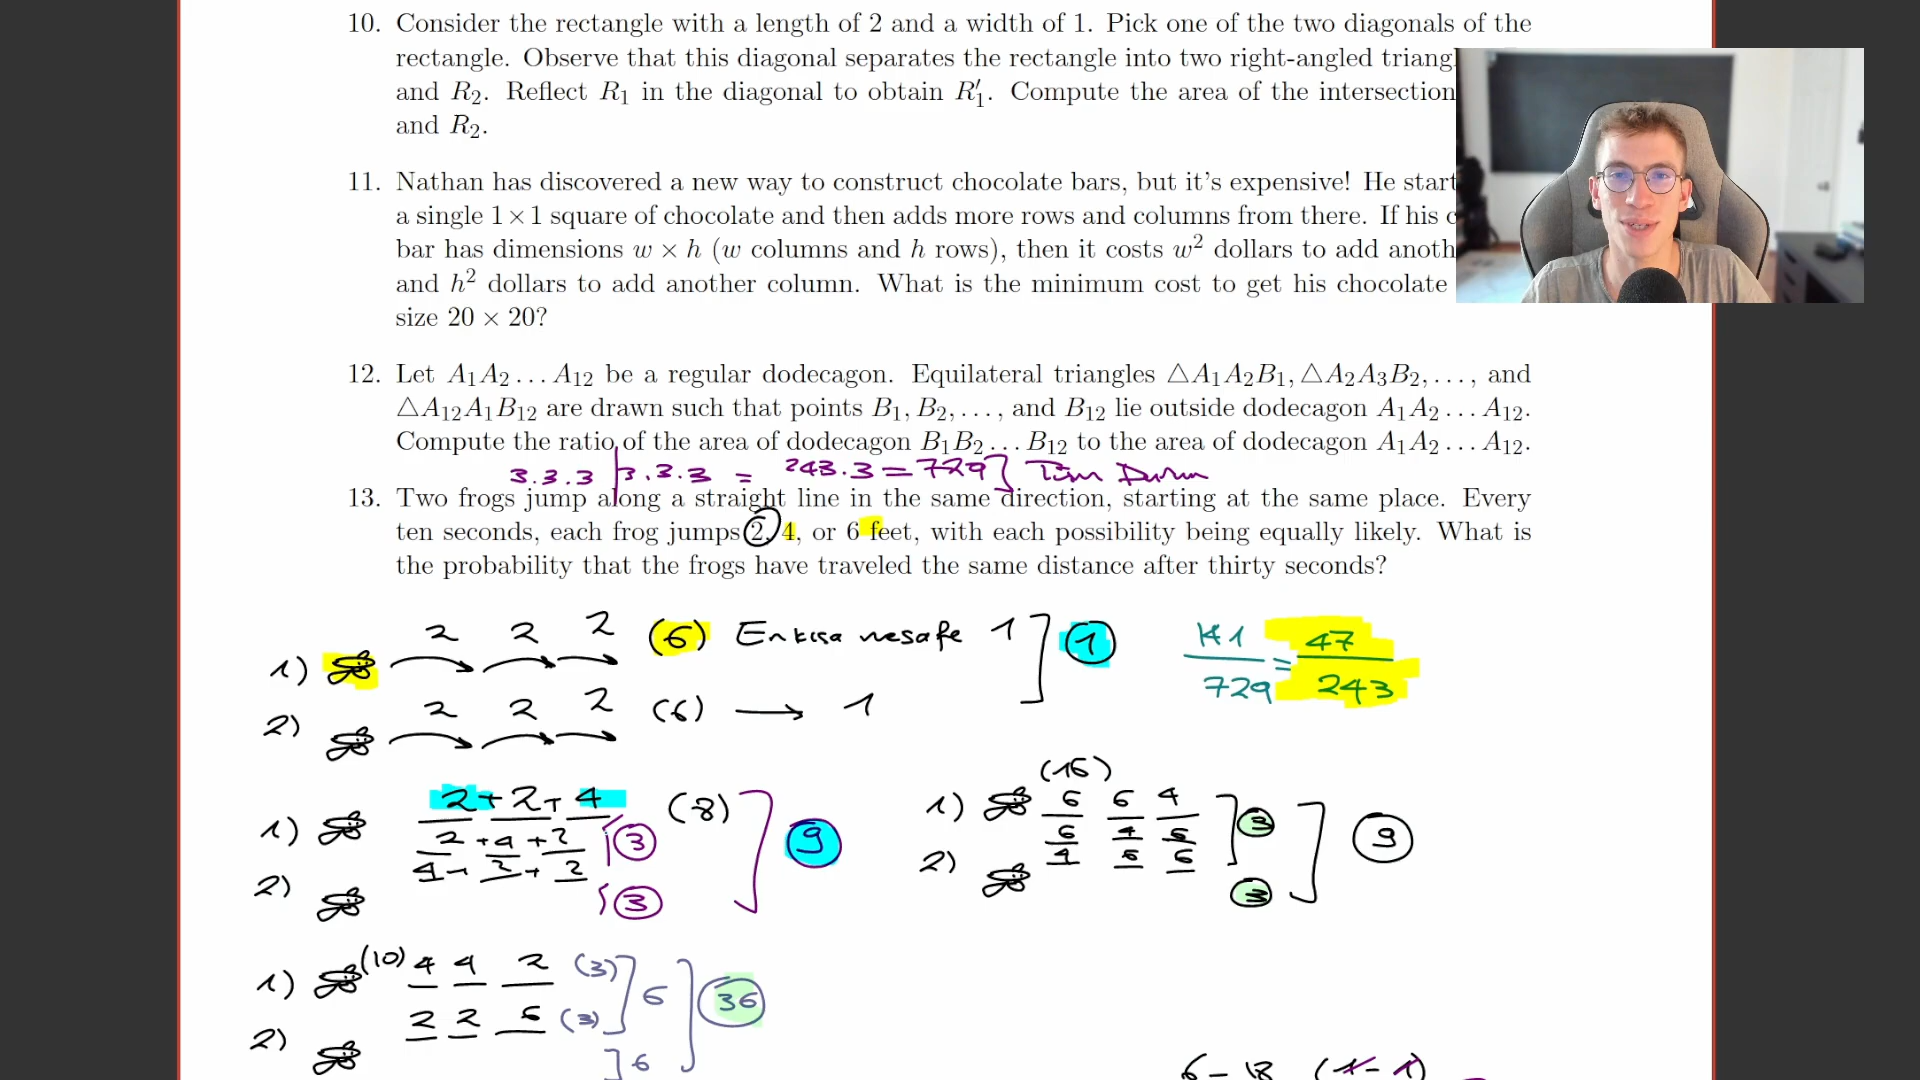 10. Consider the rectangle with a length of 2 and a width of 1. Pick one of the two diagonals of the
rectangle. Observe that this diagonal separates the rectangle into two right-angled triang
and R₂. Reflect R₁ in the diagonal to obtain R′₁. Compute the area of the intersection
and R₂.
11. Nathan has discovered a new way to construct chocolate bars, but it's expensive! He start
a single 1 × 1 square of chocolate and then adds more rows and columns from there. If his c
bar has dimensions w × h (w columns and h rows), then it costs w² dollars to add anoth
and h² dollars to add another column. What is the minimum cost to get his chocolate
size 20 × 20?
12. Let A₁A₂...A₁₂ be a regular dodecagon. Equilateral triangles △A₁A₂B₁, △A₂A₃B₂, ..., and
△A₁₂A₁B₁₂ are drawn such that points B₁, B₂, ..., and B₁₂ lie outside dodecagon A₁A₂...A₁₂.
Compute the ratio of the area of dodecagon B₁B₂...B₁₂ to the area of dodecagon A₁A₂...A₁₂.
3.3.3 | 3.3.3 = 243.3 = 729] Tüm Durum
13. Two frogs jump along a straight line in the same direction, starting at the same place. Every
ten seconds, each frog jumps 2, 4, or 6 feet, with each possibility being equally likely. What is
the probability that the frogs have traveled the same distance after thirty seconds?
1) 2 2 2 (6) En kısa mesafe 1 ] 1
2) 2 2 2 (6) → 1
141/729 = 47/243
1) 2+2+4 (8)
2+4+2 3
4+2+2
2) 3 ] 9
(16)
1) 6 6 4
6 4 6 3
4 6 6
2) 3 ] 9
1) (10) 4 4 2 (3)
2 2 6 (3) ] 6 ] 36
2) ] 6
6 – 18 (1 – 1)